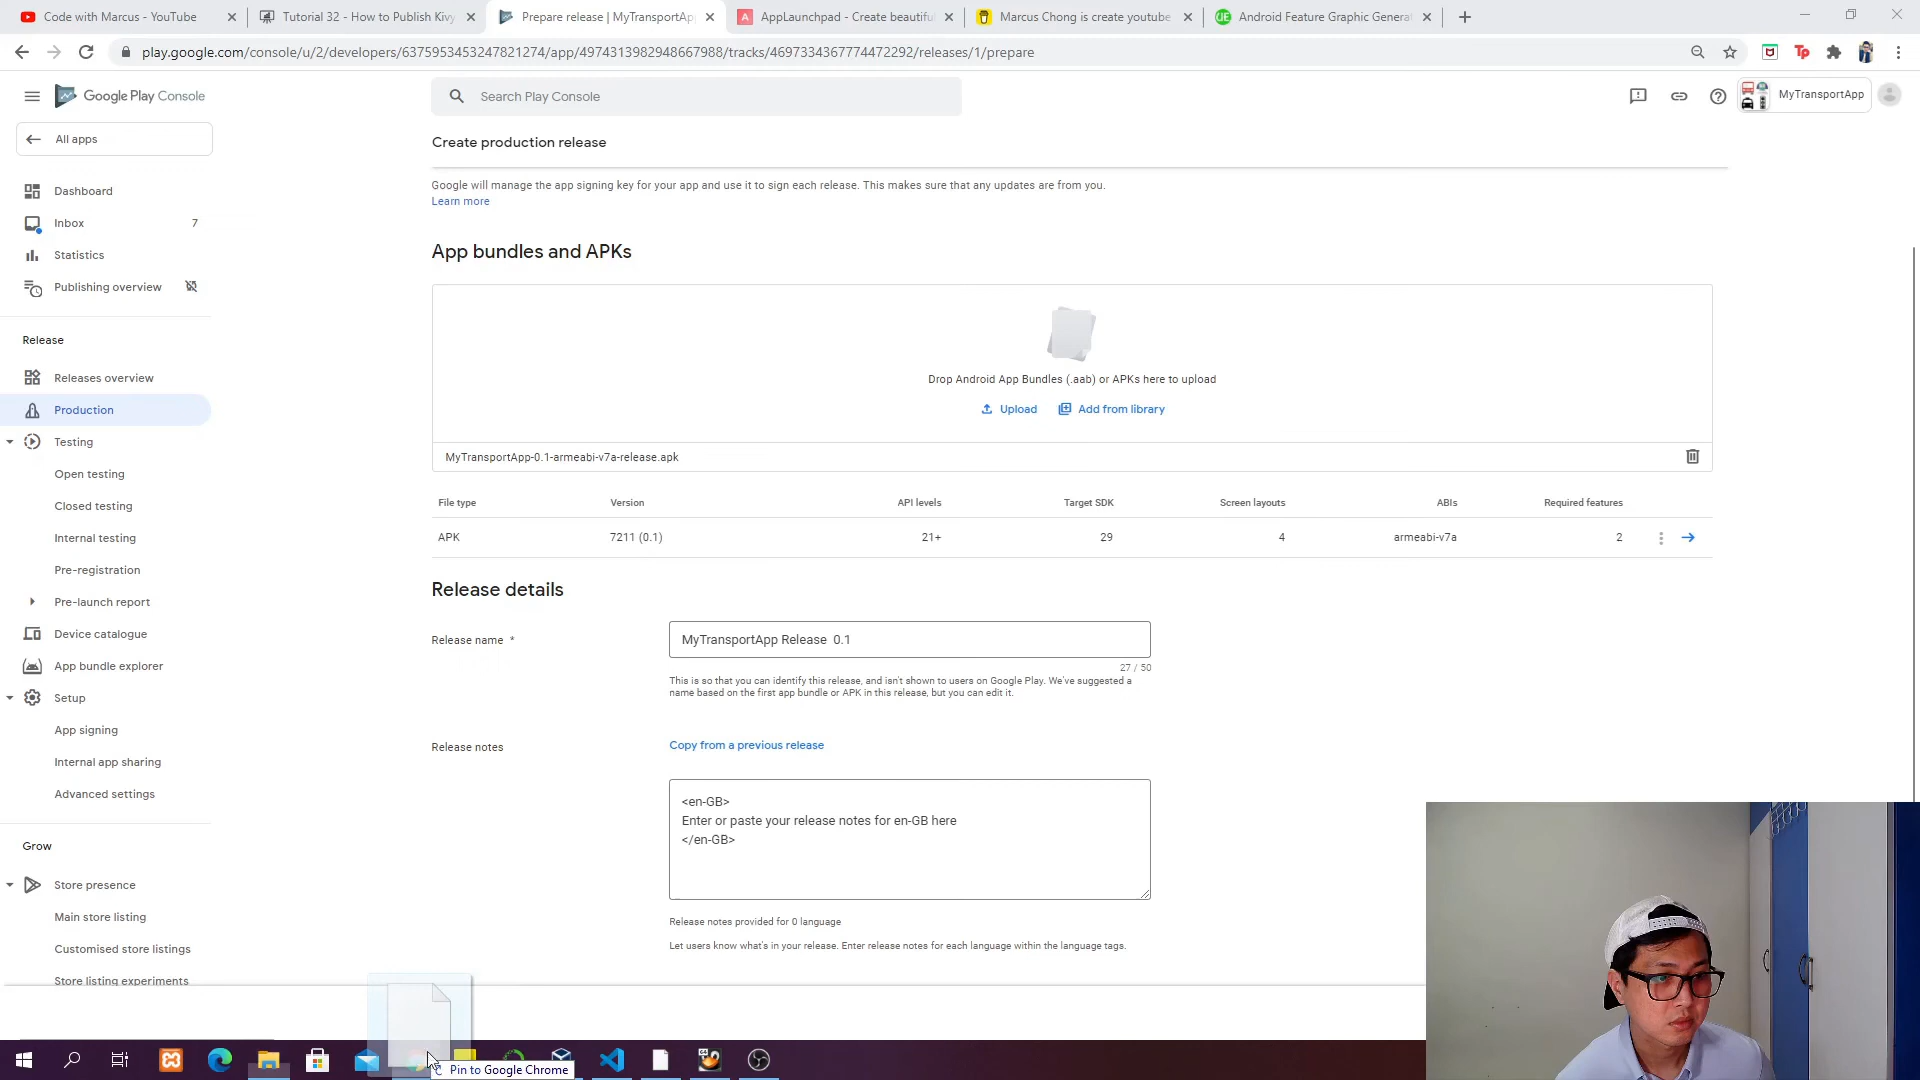 Code with Marcus - YouTube
Tutorial 32 - How to Publish Kivy
Prepare release | MyTransportApp
AppLaunchpad - Create beautiful
Marcus Chong is create youtube
Android Feature Graphic Generat
play.google.com/console/u/2/developers/6375953453247821274/app/4974313982948667988/tracks/4697334367774472292/releases/1/prepare
Google Play Console
Search Play Console
MyTransportApp
All apps
Dashboard
Inbox
7
Statistics
Publishing overview
Release
Releases overview
Production
Testing
Open testing
Closed testing
Internal testing
Pre-registration
Pre-launch report
Device catalogue
App bundle explorer
Setup
App signing
Internal app sharing
Advanced settings
Grow
Store presence
Main store listing
Customised store listings
Store listing experiments
Create production release
Google will manage the app signing key for your app and use it to sign each release. This makes sure that any updates are from you.
Learn more
App bundles and APKs
Drop Android App Bundles (.aab) or APKs here to upload
Upload
Add from library
MyTransportApp-0.1-armeabi-v7a-release.apk
File type Version API levels Target SDK Screen layouts ABIs Required features
APK 7211 (0.1) 21+ 29 4 armeabi-v7a 2
Release details
Release name *
MyTransportApp Release  0.1
27 / 50
This is so that you can identify this release, and isn't shown to users on Google Play. We've suggested a
name based on the first app bundle or APK in this release, but you can edit it.
Release notes
Copy from a previous release
<en-GB>
Enter or paste your release notes for en-GB here
</en-GB>
Release notes provided for 0 language
Let users know what's in your release. Enter release notes for each language within the language tags.
Pin to Google Chrome